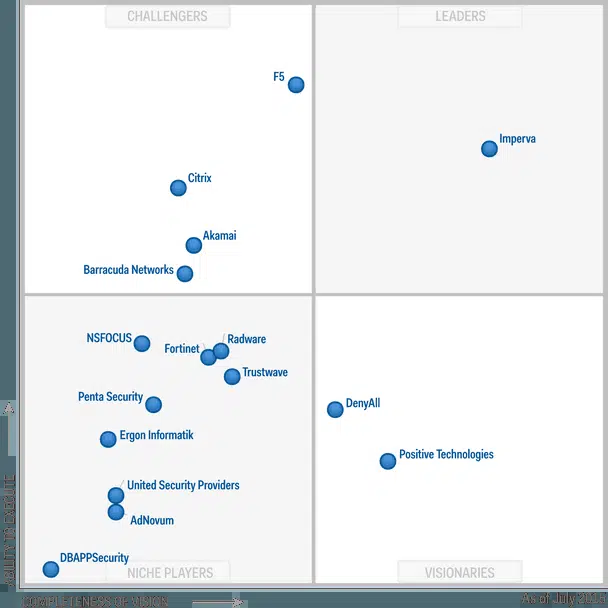 CHALLENGERS
LEADERS
F5
Imperva
Citrix
Akamai
Barracuda Networks
NSFOCUS
Fortinet
Radware
Trustwave
Penta Security
DenyAll
Ergon Informatik
Positive Technologies
United Security Providers
AdNovum
DBAPPSecurity
NICHE PLAYERS
VISIONARIES
ABILITY TO EXECUTE
COMPLETENESS OF VISION
As of July